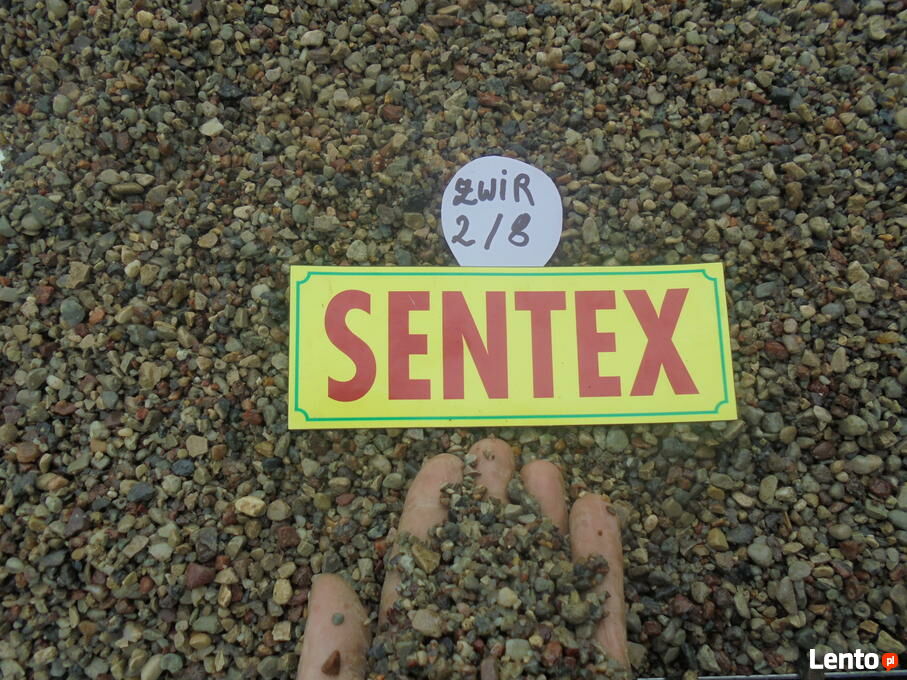 ŻWiR
2/8
SENTEX
Lento.pl